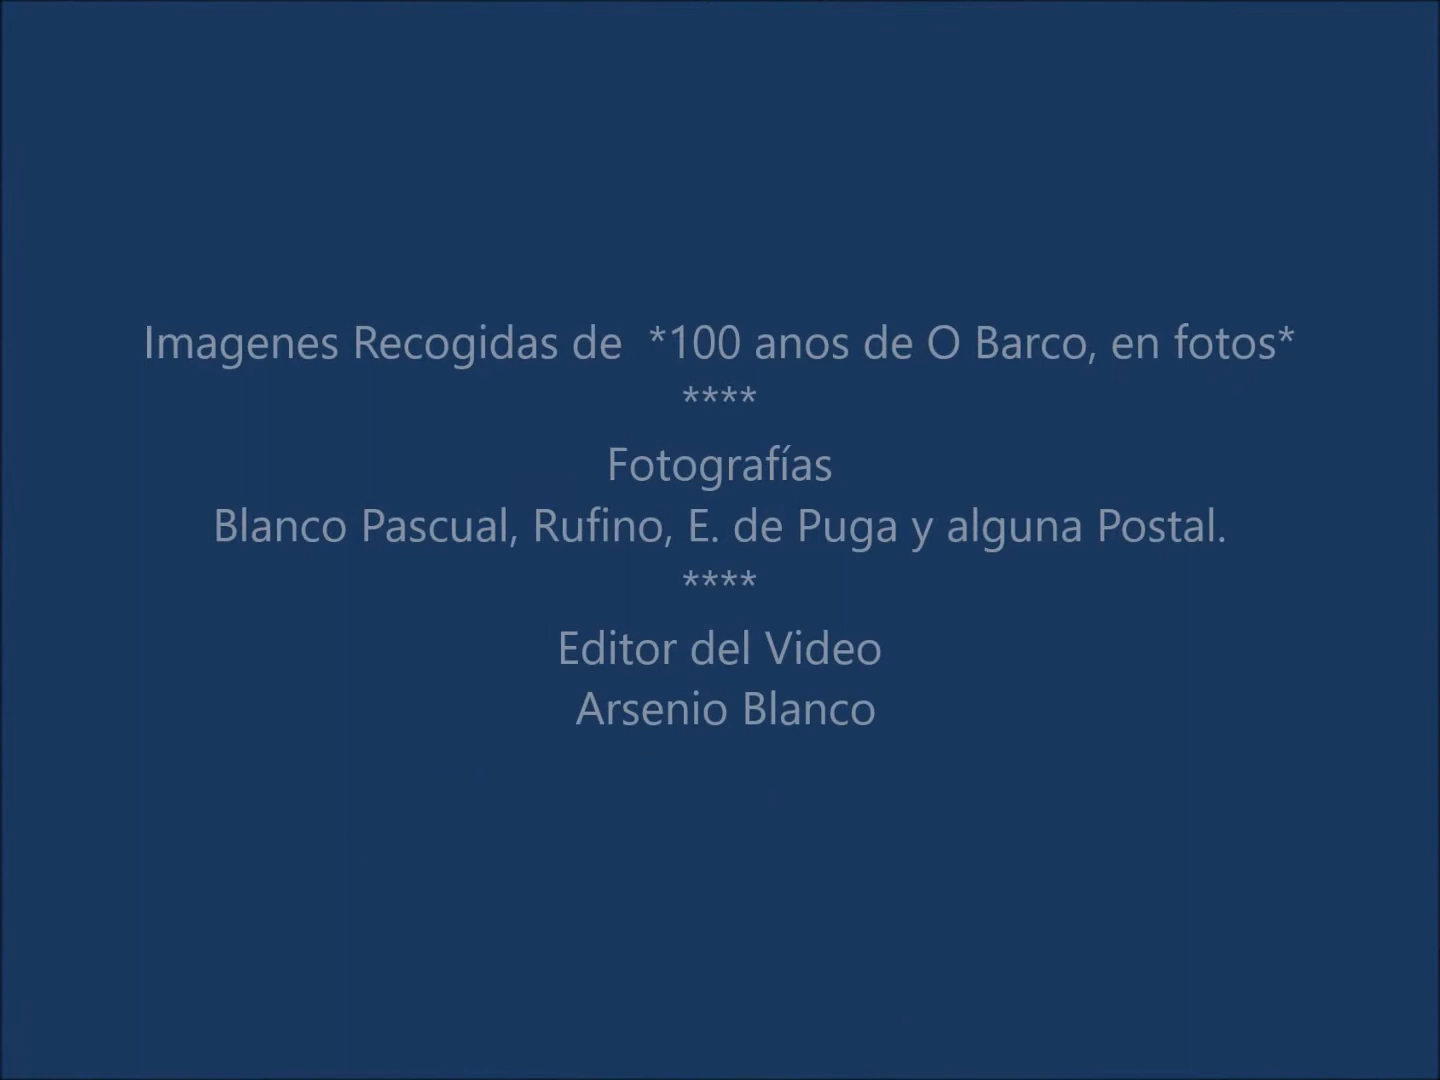 Imagenes Recogidas de  *100 anos de O Barco, en fotos*
****
Fotografías
Blanco Pascual, Rufino, E. de Puga y alguna Postal.
****
Editor del Video
Arsenio Blanco